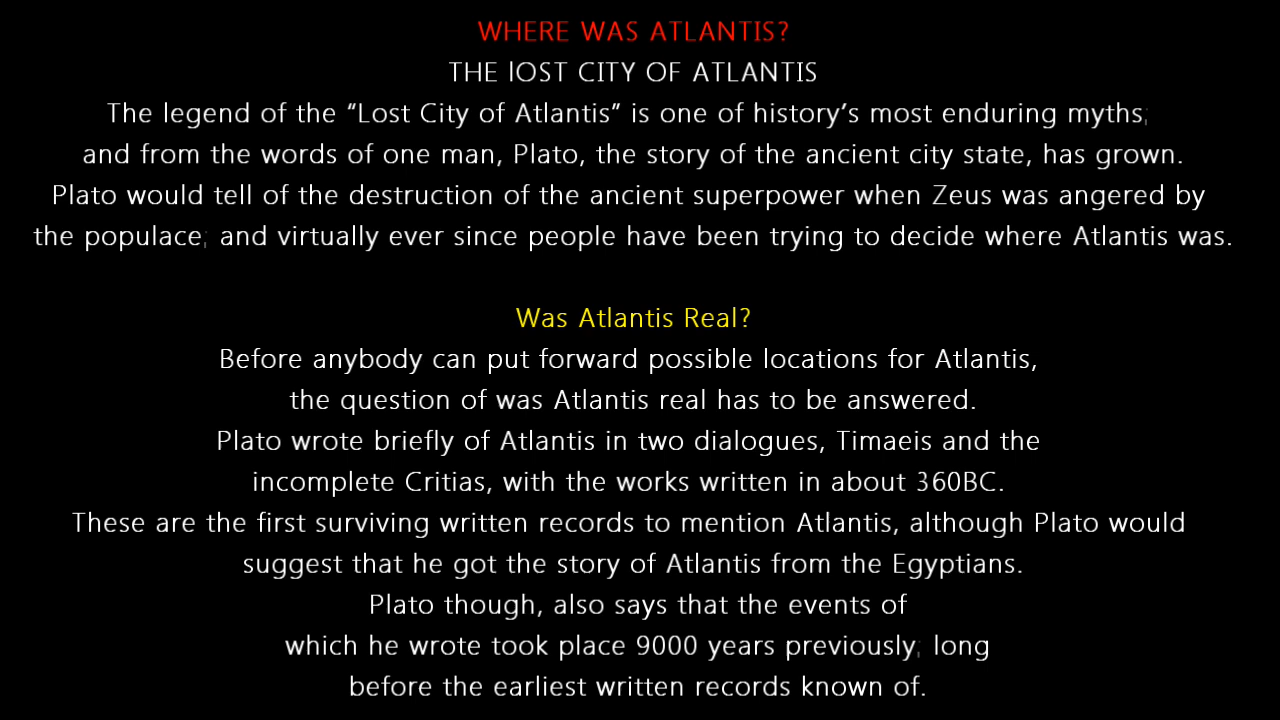 WHERE WAS ATLANTIS?
THE lOST CITY OF ATLANTIS
The legend of the “Lost City of Atlantis” is one of history’s most enduring myths;
and from the words of one man, Plato, the story of the ancient city state, has grown.
Plato would tell of the destruction of the ancient superpower when Zeus was angered by
the populace; and virtually ever since people have been trying to decide where Atlantis was.
Was Atlantis Real?
Before anybody can put forward possible locations for Atlantis,
the question of was Atlantis real has to be answered.
Plato wrote briefly of Atlantis in two dialogues, Timaeis and the
incomplete Critias, with the works written in about 360BC.
These are the first surviving written records to mention Atlantis, although Plato would
suggest that he got the story of Atlantis from the Egyptians.
Plato though, also says that the events of
which he wrote took place 9000 years previously; long
before the earliest written records known of.